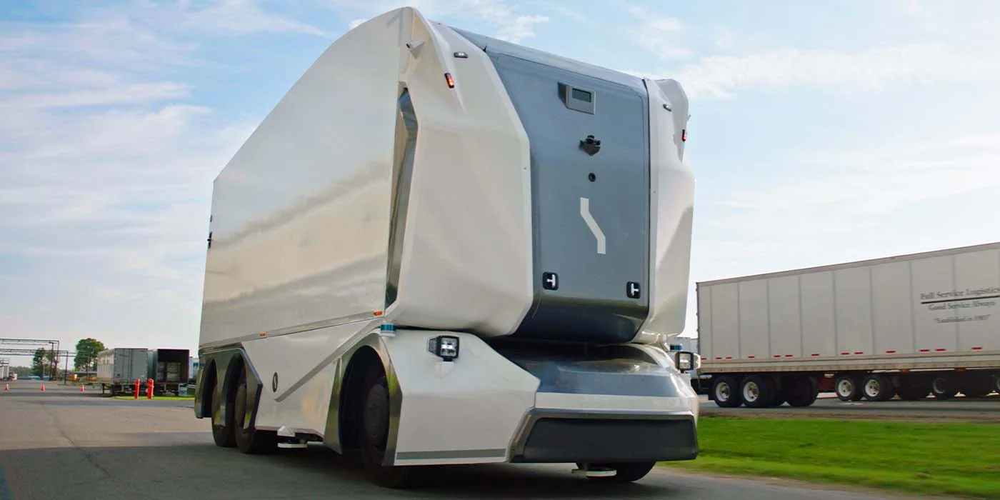 Full Service Logistics
Good Service Always
"Established in 1987"